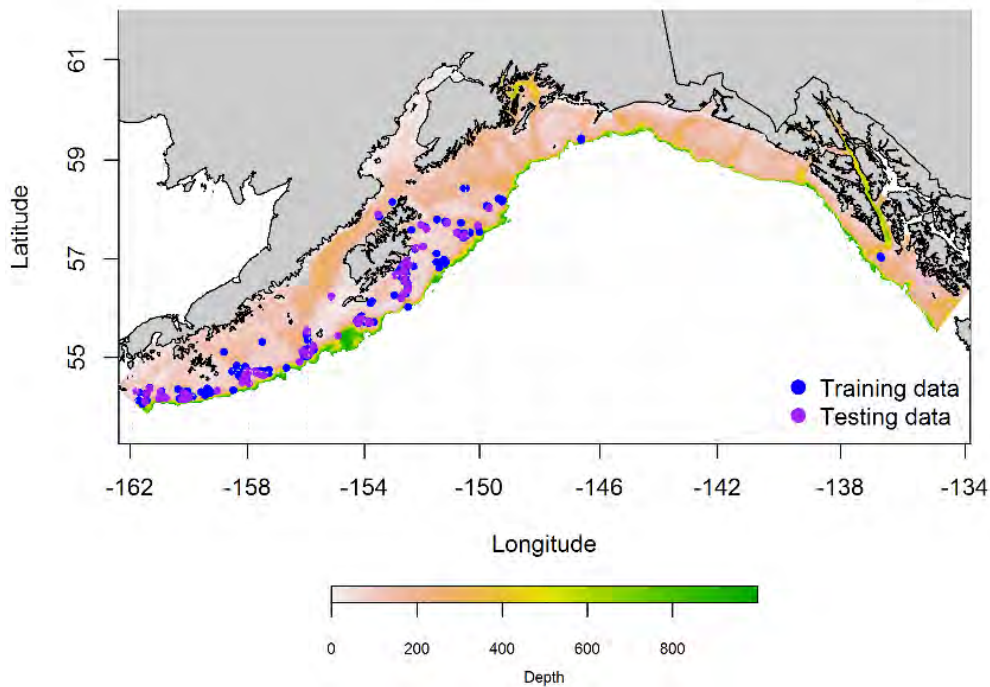 61
59
57
55
Latitude
Training data
Testing data
-162 -158 -154 -150 -146 -142 -138 -134
Longitude
0 200 400 600 800
Depth